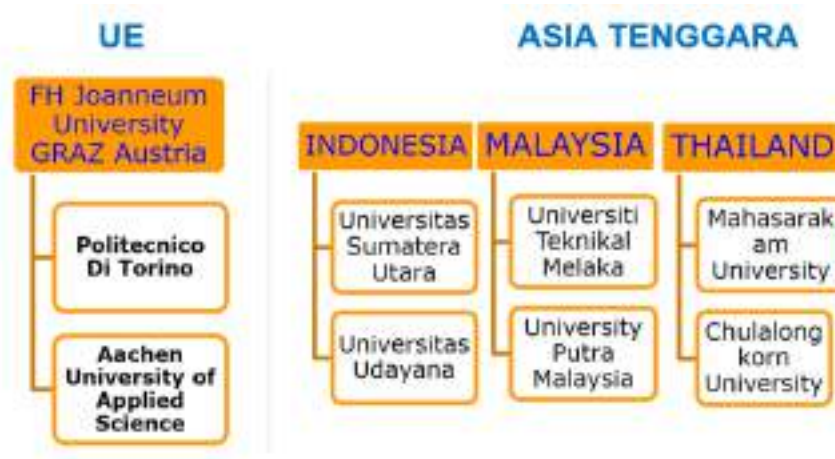 UE
FH Joanneum
University
GRAZ Austria
Politecnico
Di Torino
Aachen
University of
Applied
Science
ASIA TENGGARA
INDONESIA
Universitas
Sumatera
Utara
Universitas
Udayana
MALAYSIA
Universiti
Teknikal
Melaka
University
Putra
Malaysia
THAILAND
Mahasarak
am
University
Chulalong
korn
University